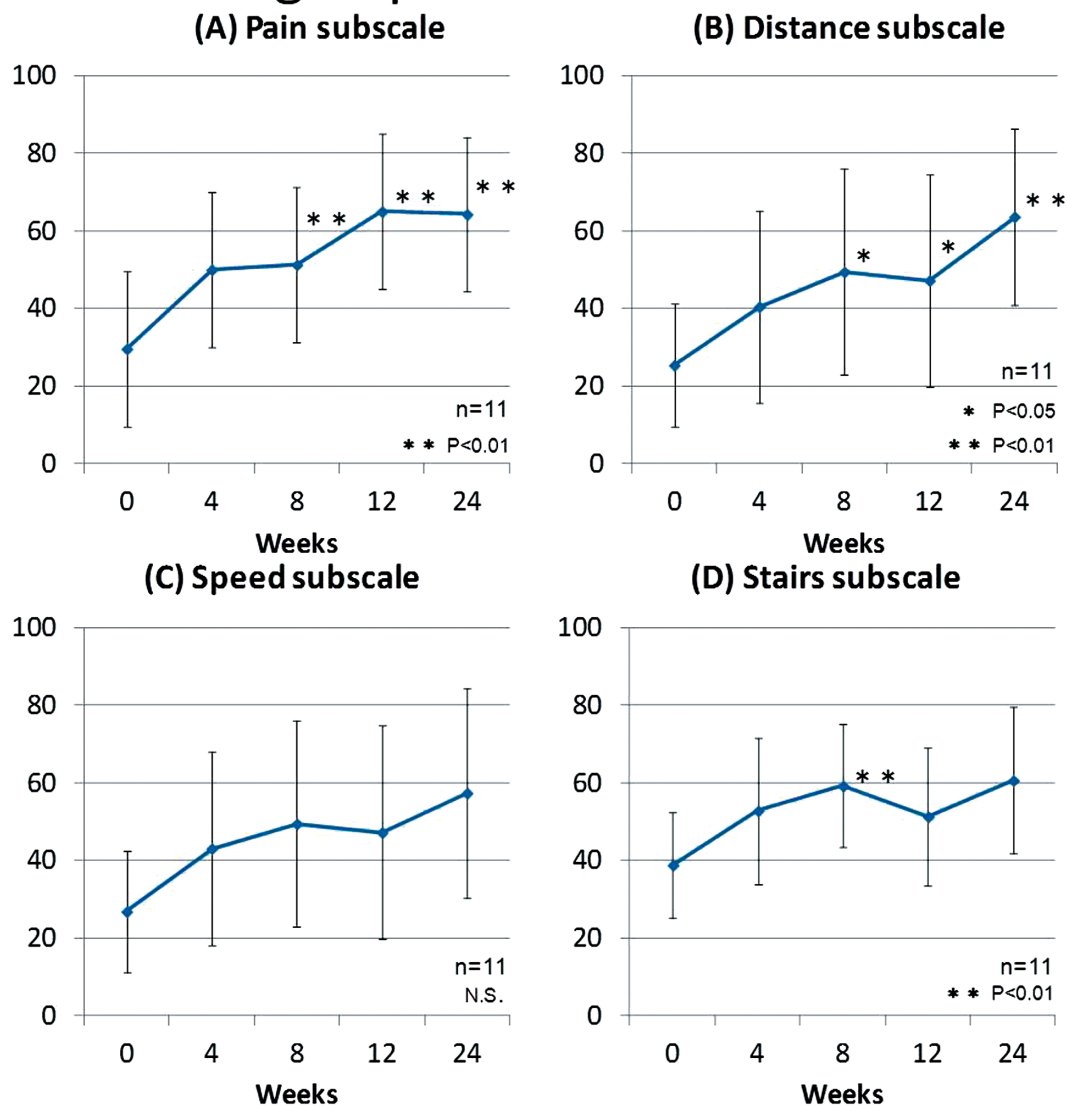 (A) Pain subscale
100
80
60
40
20
0
* *
* *
* *
n=11
* * P<0.01
0 4 8 12 24
Weeks
(B) Distance subscale
100
80
60
40
20
0
*
*
* *
n=11
* P<0.05
* * P<0.01
0 4 8 12 24
Weeks
(C) Speed subscale
100
80
60
40
20
0
n=11
N.S.
0 4 8 12 24
Weeks
(D) Stairs subscale
100
80
60
40
20
0
* *
n=11
* * P<0.01
0 4 8 12 24
Weeks